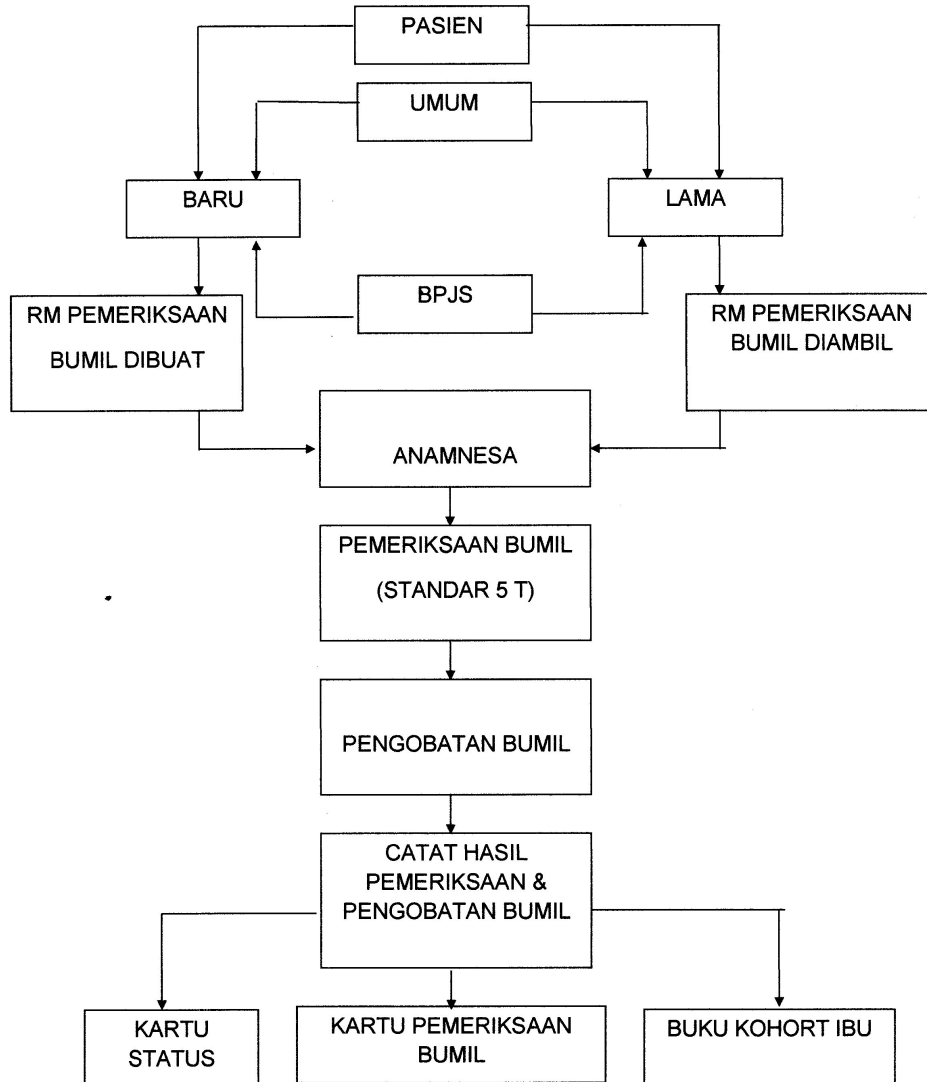 PASIEN
UMUM
BARU
LAMA
BPJS
RM PEMERIKSAAN
BUMIL DIBUAT
RM PEMERIKSAAN
BUMIL DIAMBIL
ANAMNESA
PEMERIKSAAN BUMIL
(STANDAR 5 T)
PENGOBATAN BUMIL
CATAT HASIL
PEMERIKSAAN &
PENGOBATAN BUMIL
KARTU
STATUS
KARTU PEMERIKSAAN
BUMIL
BUKU KOHORT IBU